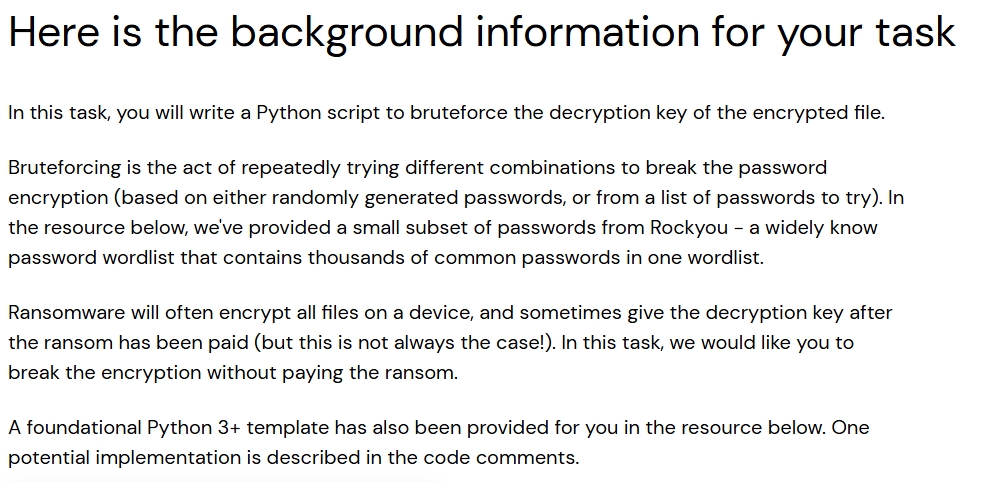 Here is the background information for your task
In this task, you will write a Python script to bruteforce the decryption key of the encrypted file.
Bruteforcing is the act of repeatedly trying different combinations to break the password
encryption (based on either randomly generated passwords, or from a list of passwords to try). In
the resource below, we've provided a small subset of passwords from Rockyou – a widely know
password wordlist that contains thousands of common passwords in one wordlist.
Ransomware will often encrypt all files on a device, and sometimes give the decryption key after
the ransom has been paid (but this is not always the case!). In this task, we would like you to
break the encryption without paying the ransom.
A foundational Python 3+ template has also been provided for you in the resource below. One
potential implementation is described in the code comments.